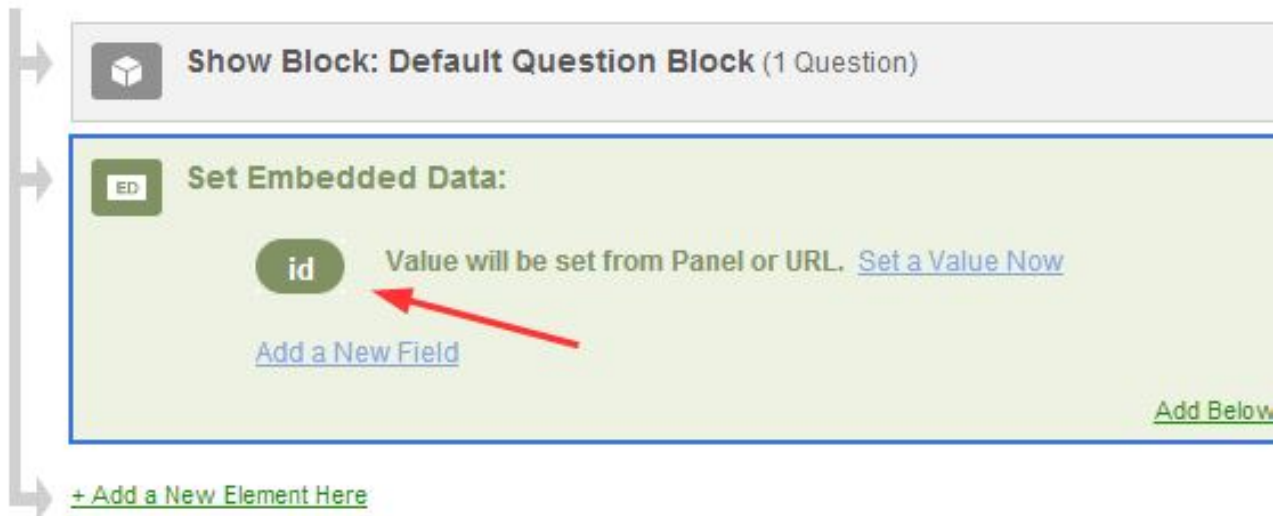 Show Block: Default Question Block (1 Question)
ED
Set Embedded Data:
id Value will be set from Panel or URL. Set a Value Now
Add a New Field
Add Below
+ Add a New Element Here